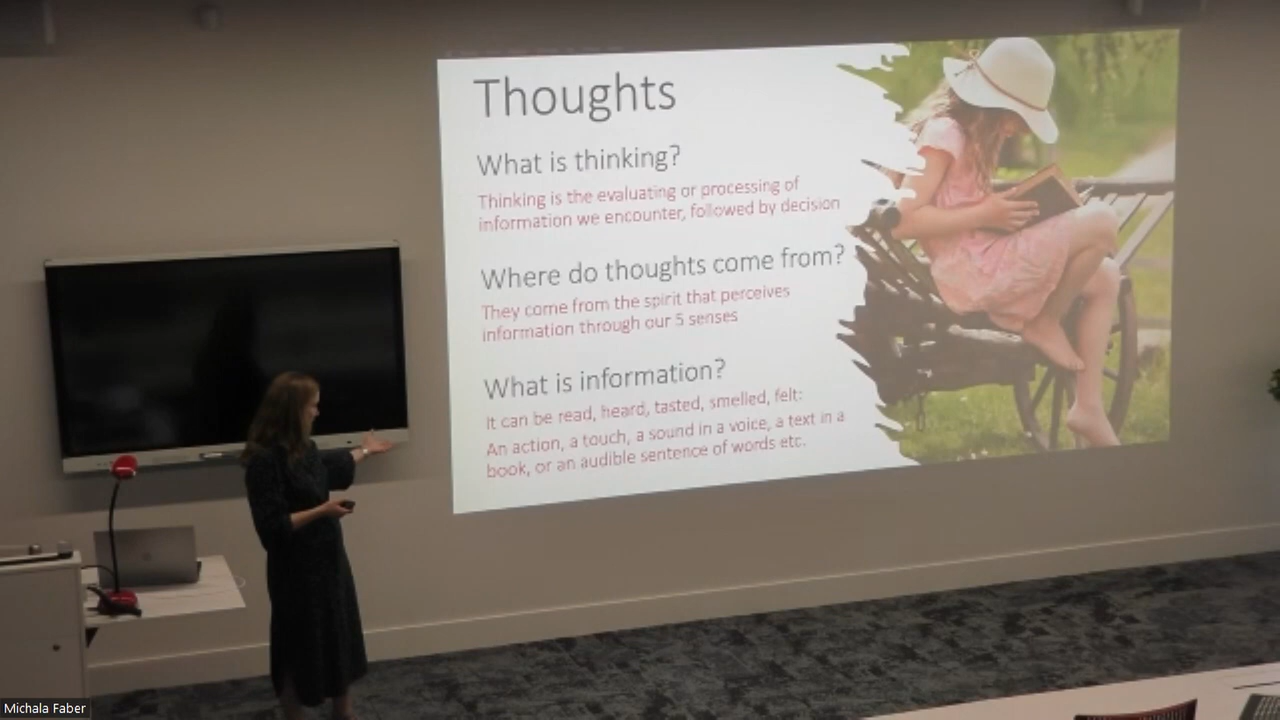 Thoughts
What is thinking?
Thinking is the evaluating or processing of
information we encounter, followed by decision
Where do thoughts come from?
They come from the spirit that perceives
information through our 5 senses
What is information?
It can be read, heard, tasted, smelled, felt:
An action, a touch, a sound in a voice, a text in a
book, or an audible sentence of words etc.
Michala Faber